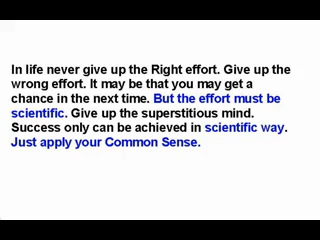 In life never give up the Right effort. Give up the
wrong effort. It may be that you may get a
chance in the next time. But the effort must be
scientific. Give up the superstitious mind.
Success only can be achieved in scientific way.
Just apply your Common Sense.